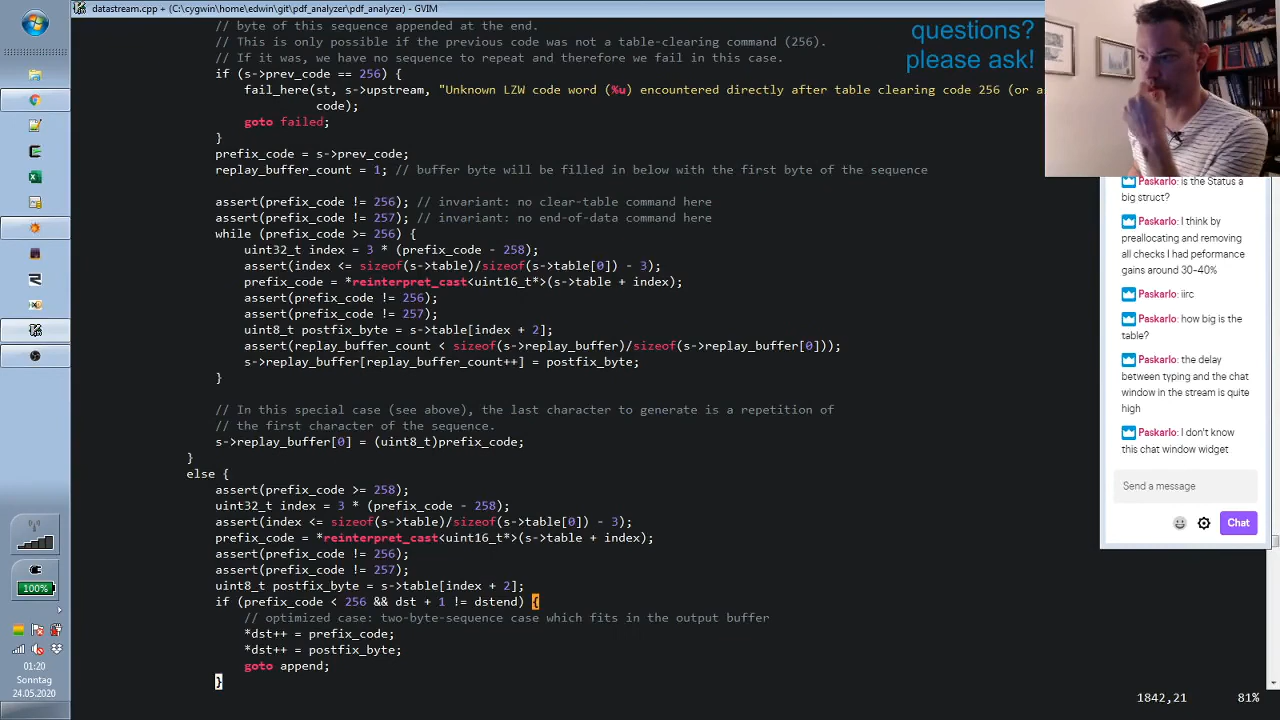 datastream.cpp + (C:\cygwin\home\edwin\git\pdf_analyzer\pdf_analyzer) - GVIM
// byte of this sequence appended at the end.
// This is only possible if the previous code was not a table-clearing command (256).
// If it was, we have no sequence to repeat and therefore we fail in this case.
if (s->prev_code == 256) {
fail_here(st, s->upstream, "Unknown LZW code word (%u) encountered directly after table clearing code 256 (or a
code);
goto failed;
}
prefix_code = s->prev_code;
replay_buffer_count = 1; // buffer byte will be filled in below with the first byte of the sequence
assert(prefix_code != 256); // invariant: no clear-table command here
assert(prefix_code != 257); // invariant: no end-of-data command here
while (prefix_code >= 256) {
uint32_t index = 3 * (prefix_code - 258);
assert(index <= sizeof(s->table)/sizeof(s->table[0]) - 3);
prefix_code = *reinterpret_cast<uint16_t*>(s->table + index);
assert(prefix_code != 256);
assert(prefix_code != 257);
uint8_t postfix_byte = s->table[index + 2];
assert(replay_buffer_count < sizeof(s->replay_buffer)/sizeof(s->replay_buffer[0]));
s->replay_buffer[replay_buffer_count++] = postfix_byte;
}
// In this special case (see above), the last character to generate is a repetition of
// the first character of the sequence.
s->replay_buffer[0] = (uint8_t)prefix_code;
}
else {
assert(prefix_code >= 258);
uint32_t index = 3 * (prefix_code - 258);
assert(index <= sizeof(s->table)/sizeof(s->table[0]) - 3);
prefix_code = *reinterpret_cast<uint16_t*>(s->table + index);
assert(prefix_code != 256);
assert(prefix_code != 257);
uint8_t postfix_byte = s->table[index + 2];
if (prefix_code < 256 && dst + 1 != dstend) {
// optimized case: two-byte-sequence case which fits in the output buffer
*dst++ = prefix_code;
*dst++ = postfix_byte;
goto append;
}
1842,21 81%
questions?
please ask!
Paskarlo: is the Status a
big struct?
Paskarlo: I think by
preallocating and removing
all checks I had peformance
gains around 30-40%
Paskarlo: iirc
Paskarlo: how big is the
table?
Paskarlo: the delay
between typing and the chat
window in the stream is quite
high
Paskarlo: I don't know
this chat window widget
Send a message
Chat
100%
01:20
Sonntag
24.05.2020